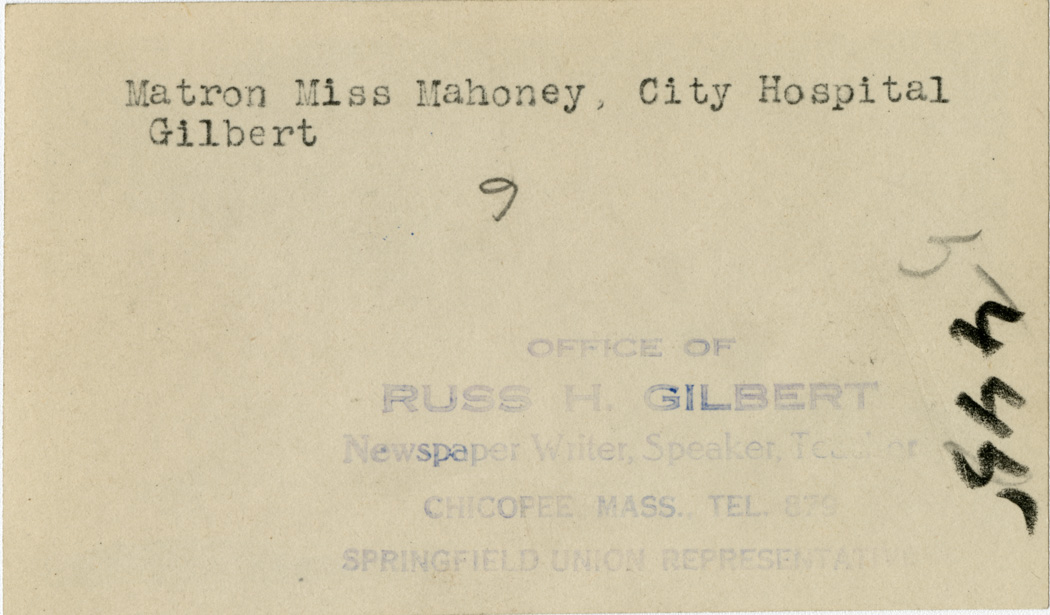 Matron Miss Mahoney, City Hospital
Gilbert
9
OFFICE OF
RUSS H. GILBERT
Newspaper Writer, Speaker, Teacher
CHICOPEE, MASS., TEL.
SPRINGFIELD UNION REPRESENTATIVE